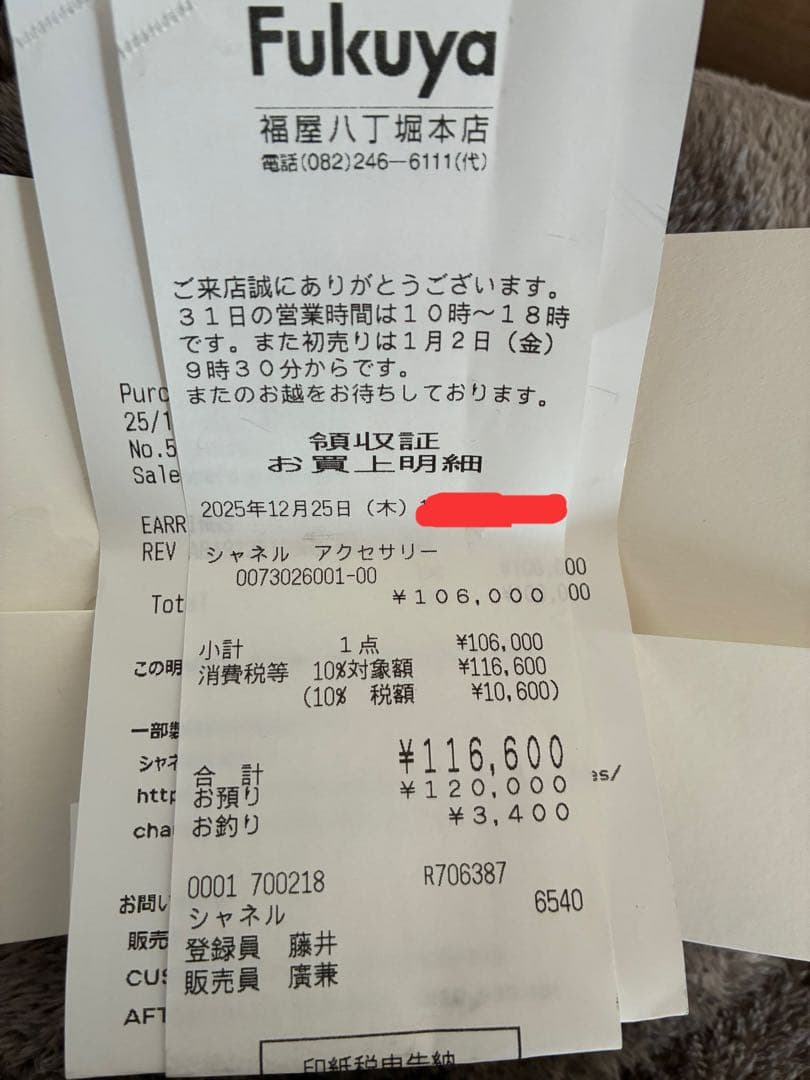 Fukuya
福屋八丁堀本店
電話(082)246-6111(代)
ご来店誠にありがとうございます。
31日の営業時間は10時～18時
です。また初売りは1月2日(金)
9時30分からです。
またのお越をお待ちしております。
領収証
お買上明細
2025年12月25日(木)
シャネル アクセサリー
0073026001-00
¥106,000
小計 1点 ¥106,000
消費税等 10%対象額 ¥116,600
(10% 税額 ¥10,600)
合 計 ¥116,600
お預り ¥120,000
お釣り ¥3,400
0001 700218 R706387
6540
シャネル
登録員 藤井
販売員 廣兼
印紙税申告納
Purc
25/1
No.5
Sale
EARR
REV
00
Tot
00
この明
一部製
シャネ
http
es/
cha
お問い
販売
CUS
AFT